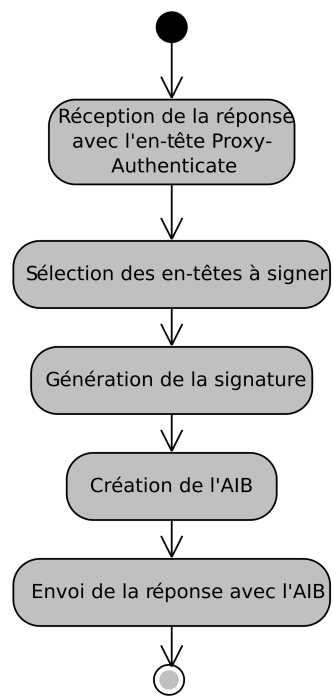 Réception de la réponse
avec l'en-tête Proxy-
Authenticate
Sélection des en-têtes à signer
Génération de la signature
Création de l'AIB
Envoi de la réponse avec l'AIB